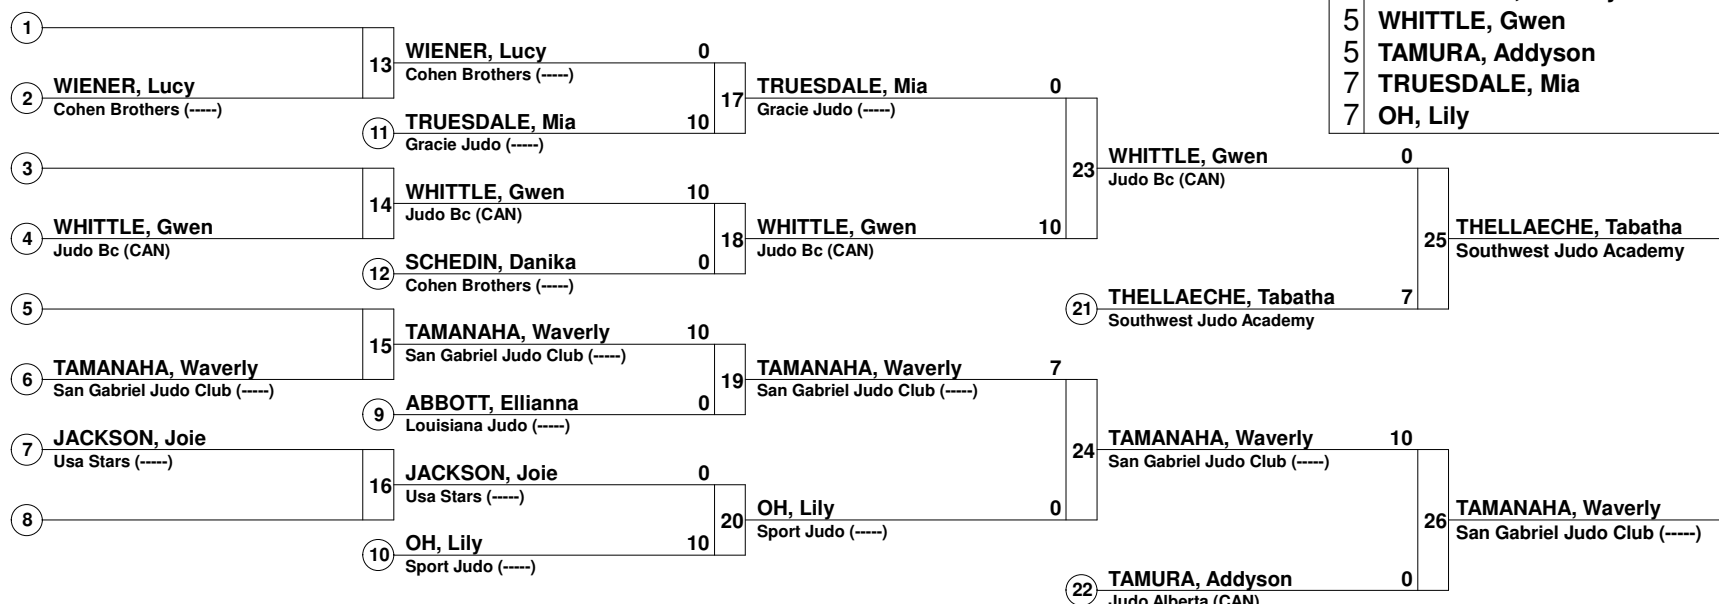 1
2
WIENER, Lucy
Cohen Brothers (-----)
3
4
WHITTLE, Gwen
Judo Bc (CAN)
5
6
TAMANAHA, Waverly
San Gabriel Judo Club (-----)
7
JACKSON, Joie
Usa Stars (-----)
8
13
WIENER, Lucy 0
Cohen Brothers (-----)
11
TRUESDALE, Mia 10
Gracie Judo (-----)
14
WHITTLE, Gwen 10
Judo Bc (CAN)
12
SCHEDIN, Danika 0
Cohen Brothers (-----)
15
TAMANAHA, Waverly 10
San Gabriel Judo Club (-----)
9
ABBOTT, Ellianna 0
Louisiana Judo (-----)
16
JACKSON, Joie 0
Usa Stars (-----)
10
OH, Lily 10
Sport Judo (-----)
17
TRUESDALE, Mia 0
Gracie Judo (-----)
18
WHITTLE, Gwen 10
Judo Bc (CAN)
19
TAMANAHA, Waverly 7
San Gabriel Judo Club (-----)
20
OH, Lily 0
Sport Judo (-----)
23
WHITTLE, Gwen 0
Judo Bc (CAN)
21
THELLAECHE, Tabatha 7
Southwest Judo Academy
24
TAMANAHA, Waverly 10
San Gabriel Judo Club (-----)
22
TAMURA, Addyson 0
Judo Alberta (CAN)
25
THELLAECHE, Tabatha
Southwest Judo Academy
26
TAMANAHA, Waverly
San Gabriel Judo Club (-----)
5 WHITTLE, Gwen
5 TAMURA, Addyson
7 TRUESDALE, Mia
7 OH, Lily